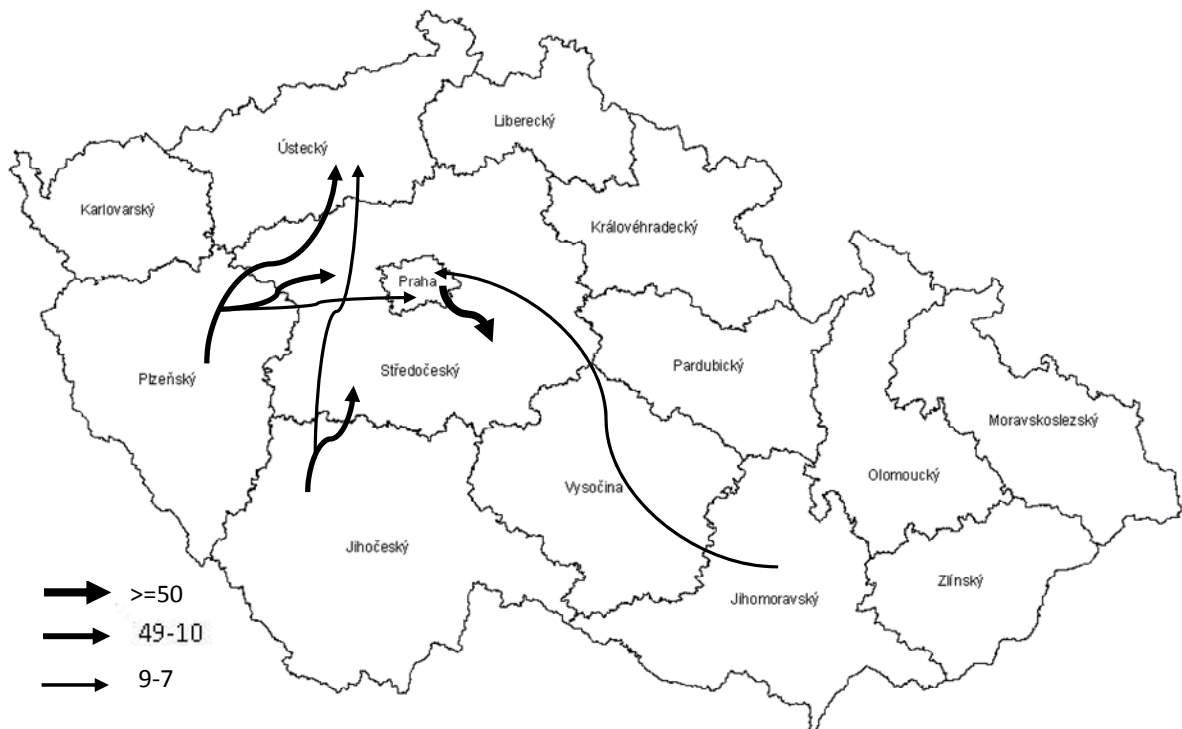 Liberecký
Ústecký
Karlovarský
Královéhradecký
Praha
Plzeňský
Středočeský
Pardubický
Moravskoslezský
Olomoucký
Vysočina
Jihočeský
Zlínský
Jihomoravský
>=50
49-10
9-7